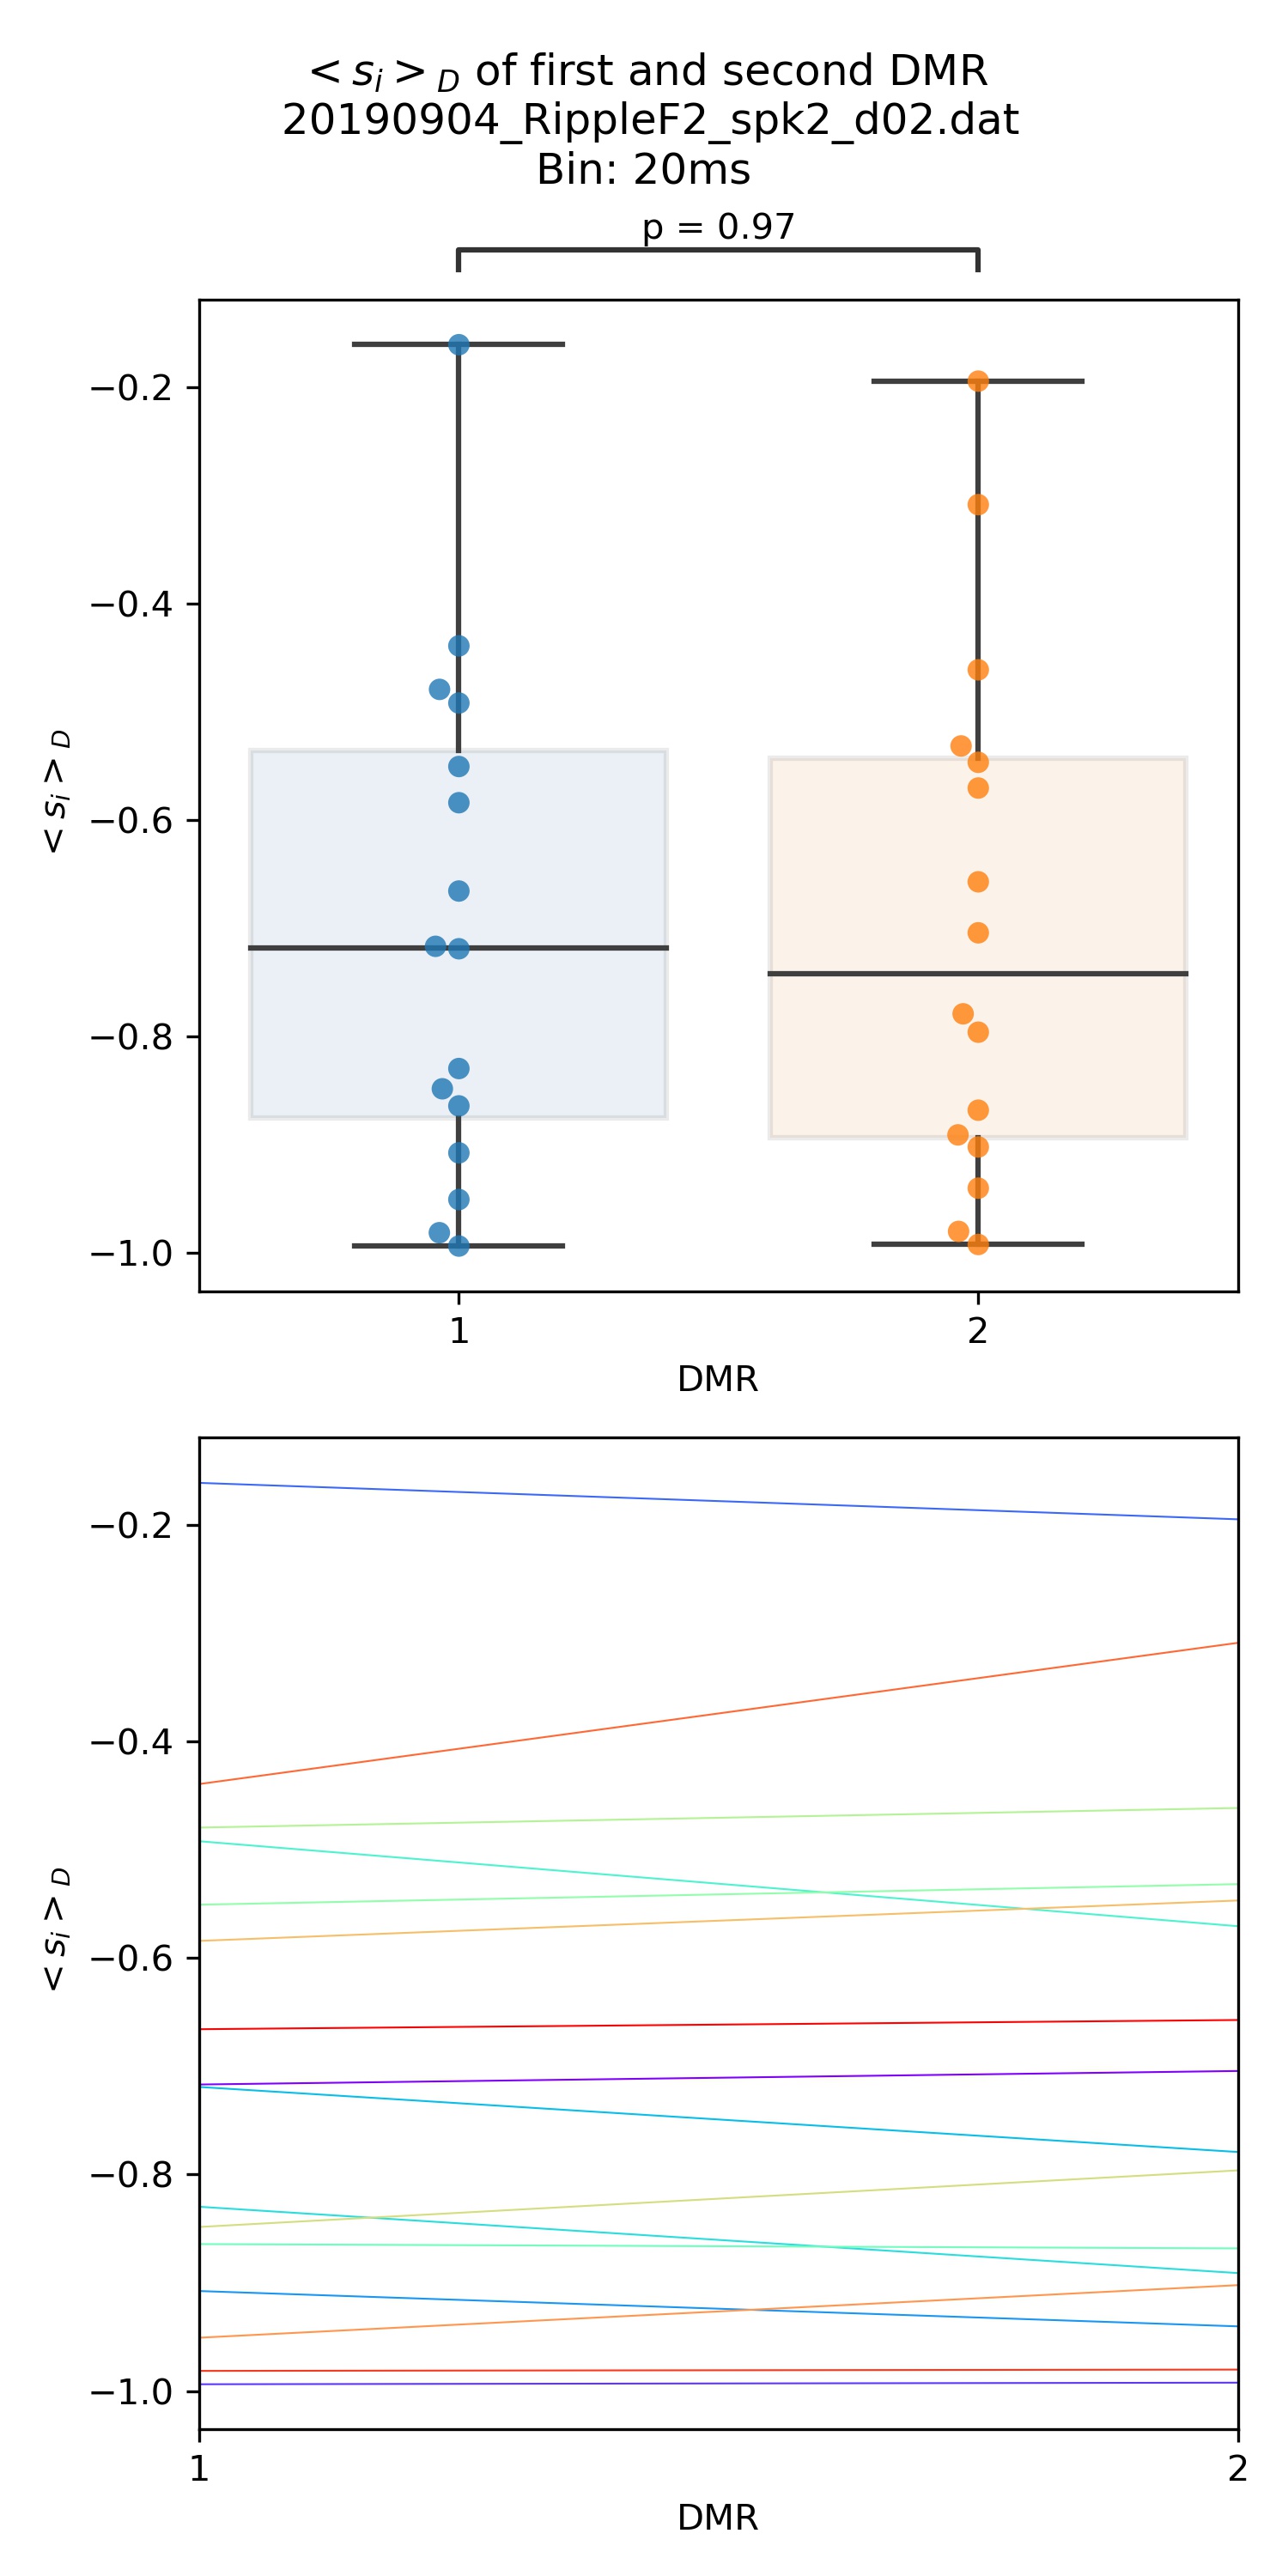 < s_i >_D of first and second DMR
20190904_RippleF2_spk2_d02.dat
Bin: 20ms
p = 0.97
< s_i >_D
−0.2
−0.4
−0.6
−0.8
−1.0
1 2
DMR
< s_i >_D
−0.2
−0.4
−0.6
−0.8
−1.0
1 2
DMR